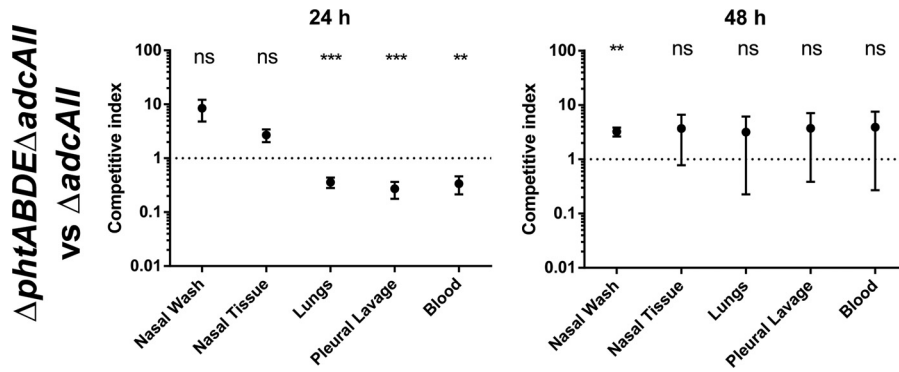 ΔphtABDEΔadcAII
vs ΔadcAII
24 h
ns ns *** *** **
Competitive index
100
10
1
0.1
0.01
Nasal Wash
Nasal Tissue
Lungs
Pleural Lavage
Blood
48 h
** ns ns ns ns
Competitive index
100
10
1
0.1
0.01
Nasal Wash
Nasal Tissue
Lungs
Pleural Lavage
Blood